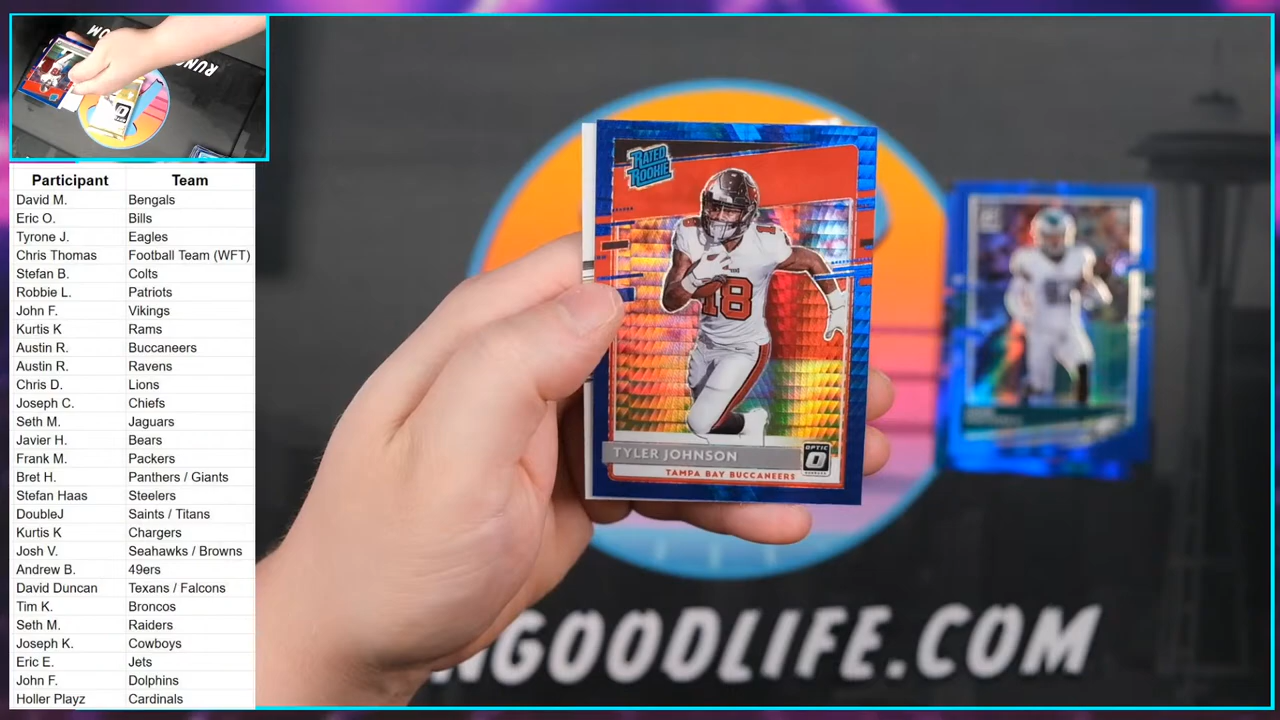 COM
RUNG
Participant Team
David M. Bengals
Eric O. Bills
Tyrone J. Eagles
Chris Thomas Football Team (WFT)
Stefan B. Colts
Robbie L. Patriots
John F. Vikings
Kurtis K Rams
Austin R. Buccaneers
Austin R. Ravens
Chris D. Lions
Joseph C. Chiefs
Seth M. Jaguars
Javier H. Bears
Frank M. Packers
Bret H. Panthers / Giants
Stefan Haas Steelers
DoubleJ Saints / Titans
Kurtis K Chargers
Josh V. Seahawks / Browns
Andrew B. 49ers
David Duncan Texans / Falcons
Tim K. Broncos
Seth M. Raiders
Joseph K. Cowboys
Eric E. Jets
John F. Dolphins
Holler Playz Cardinals
RATED
ROOKIE
18
TYLER JOHNSON
OPTIC
TAMPA BAY BUCCANEERS
NGOODLIFE.COM